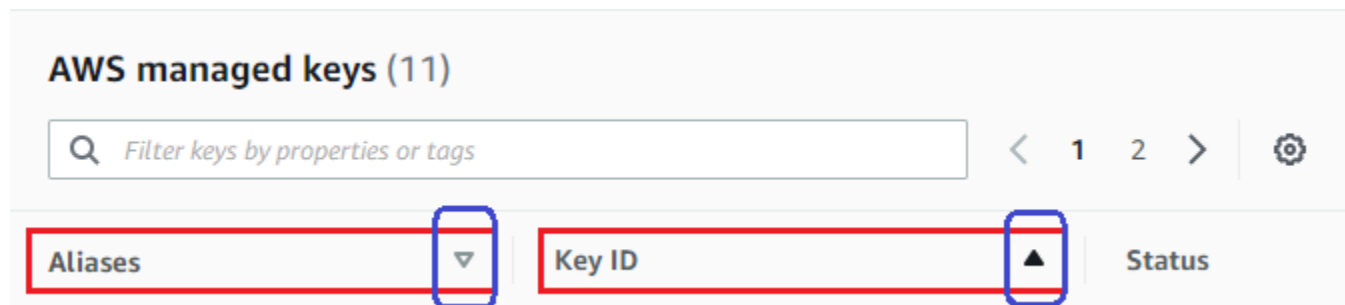 AWS managed keys (11)
Filter keys by properties or tags
1 2
Aliases Key ID Status